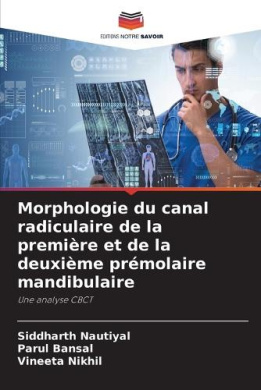 EDITIONS NOTRE SAVOIR
Morphologie du canal
radiculaire de la
première et de la
deuxième prémolaire
mandibulaire
Une analyse CBCT
Siddharth Nautiyal
Parul Bansal
Vineeta Nikhil